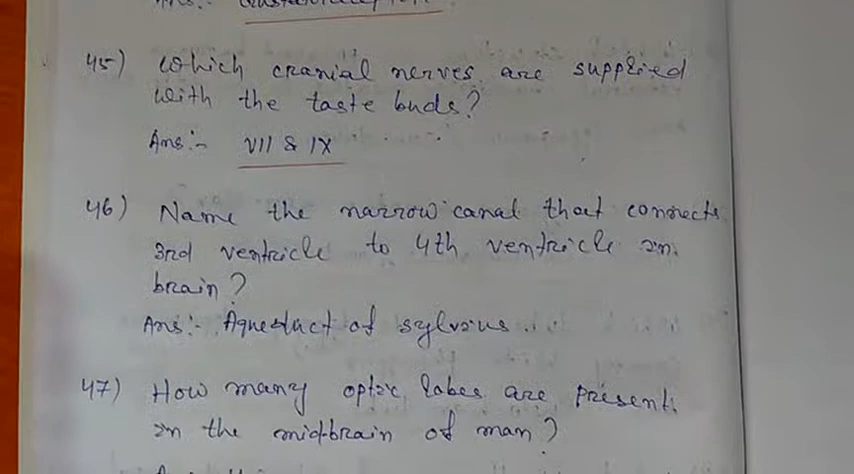 45) Which cranial nerves are supplied
with the taste buds?
Ans:- VII & IX
46) Name the narrow canal that connects
3rd ventricle to 4th ventricle in
brain?
Ans:- Aqueduct of sylvius.
47) How many optic lobes are present
in the midbrain of man?